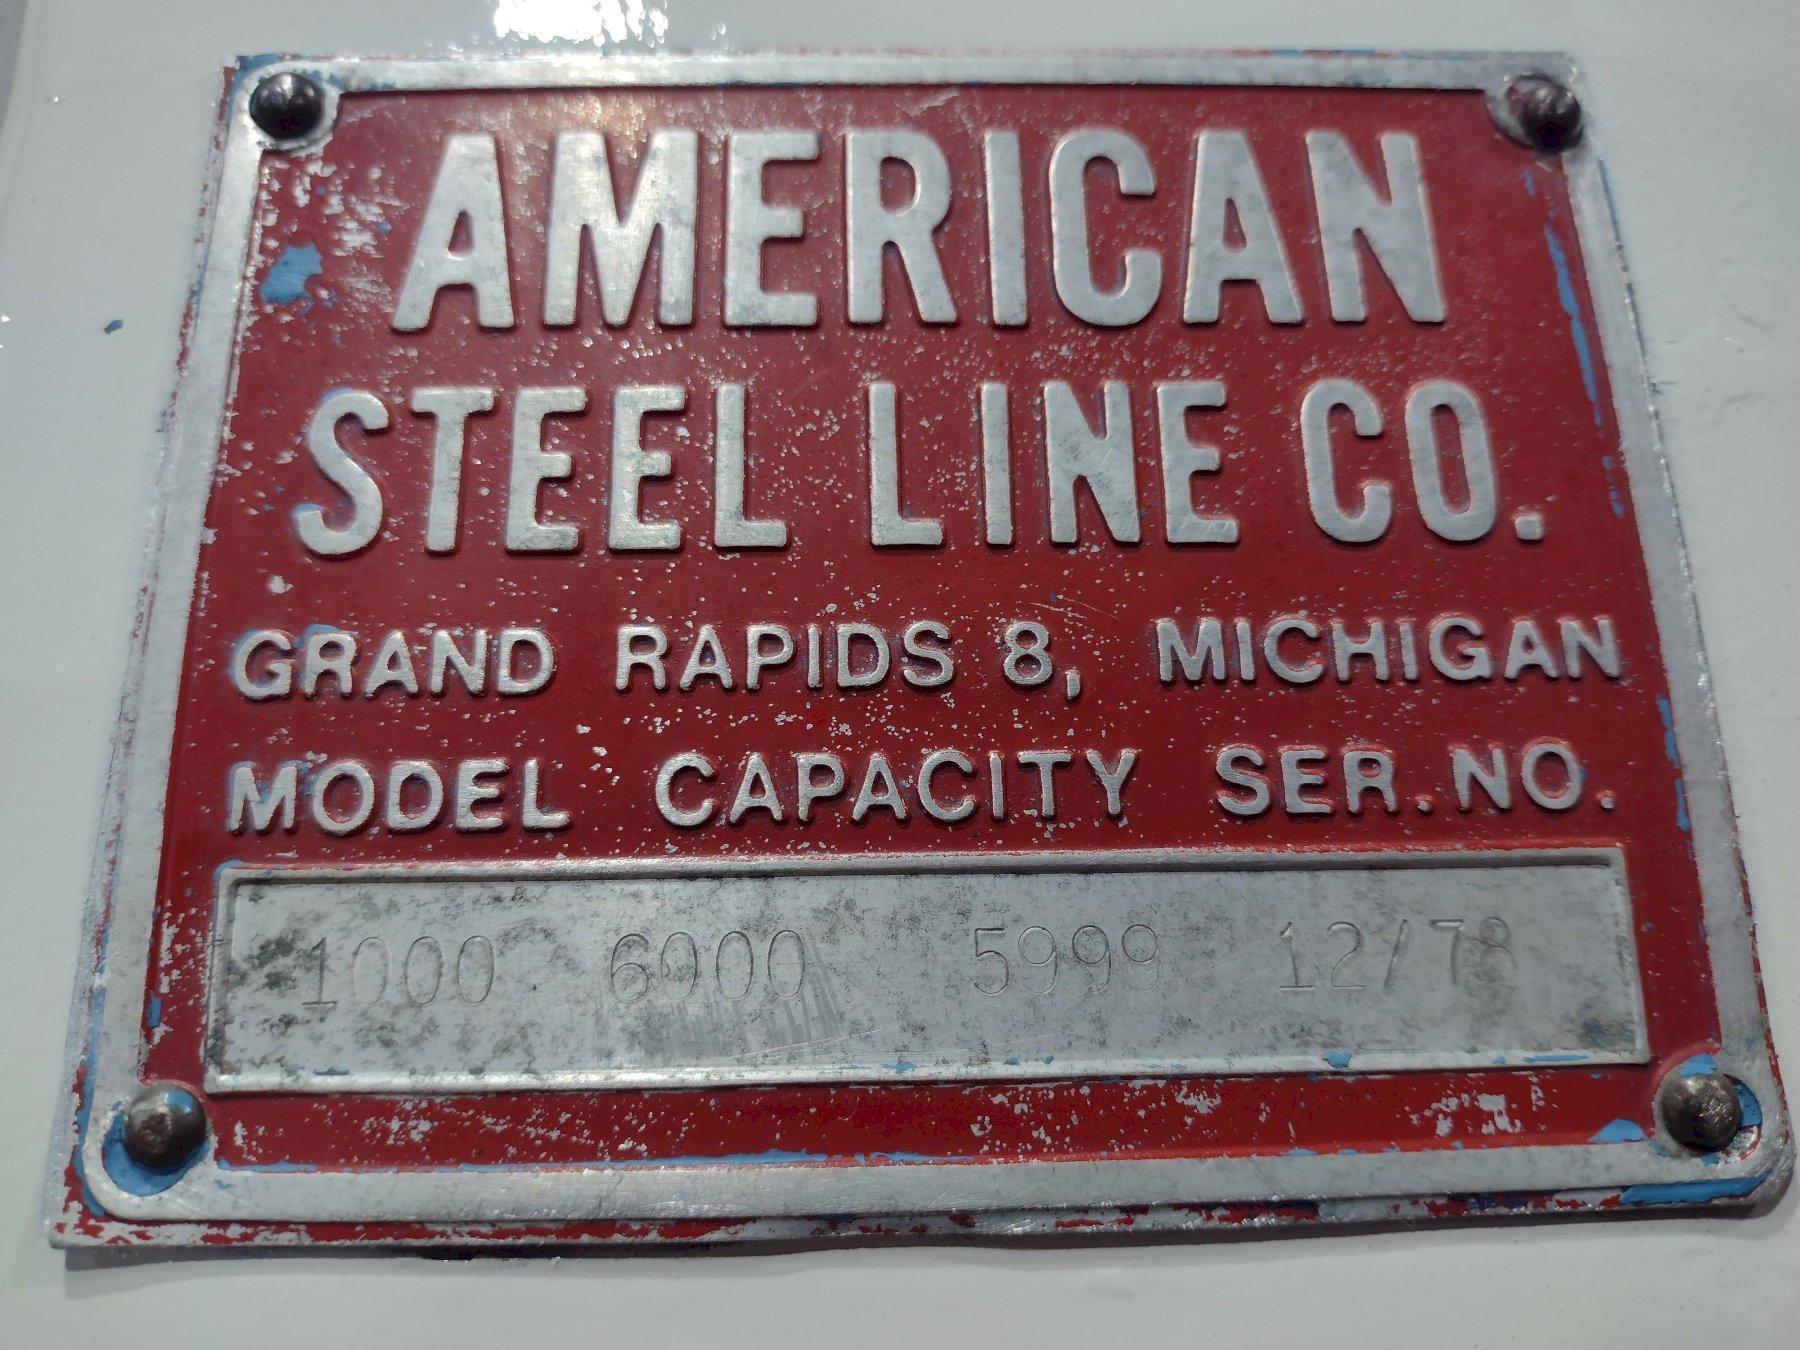 AMERICAN
STEEL LINE CO.
GRAND RAPIDS 8, MICHIGAN
MODEL CAPACITY SER. NO.
1000 6000 5999 12/78